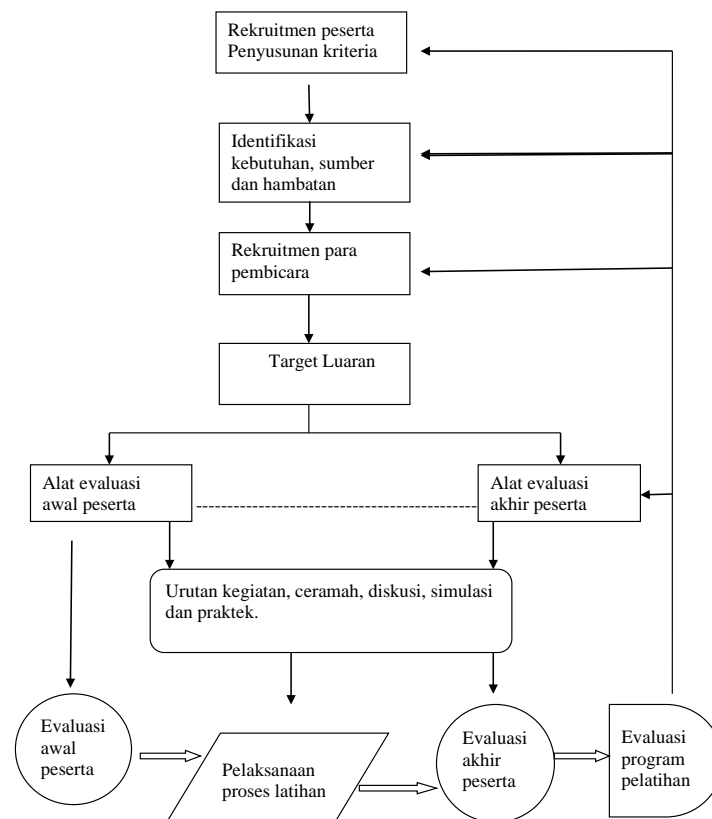 Rekruitmen peserta
Penyusunan kriteria
Identifikasi
kebutuhan, sumber
dan hambatan
Rekruitmen para
pembicara
Target Luaran
Alat evaluasi
awal peserta
Alat evaluasi
akhir peserta
Urutan kegiatan, ceramah, diskusi, simulasi
dan praktek.
Evaluasi
awal
peserta
Pelaksanaan
proses latihan
Evaluasi
akhir
peserta
Evaluasi
program
pelatihan